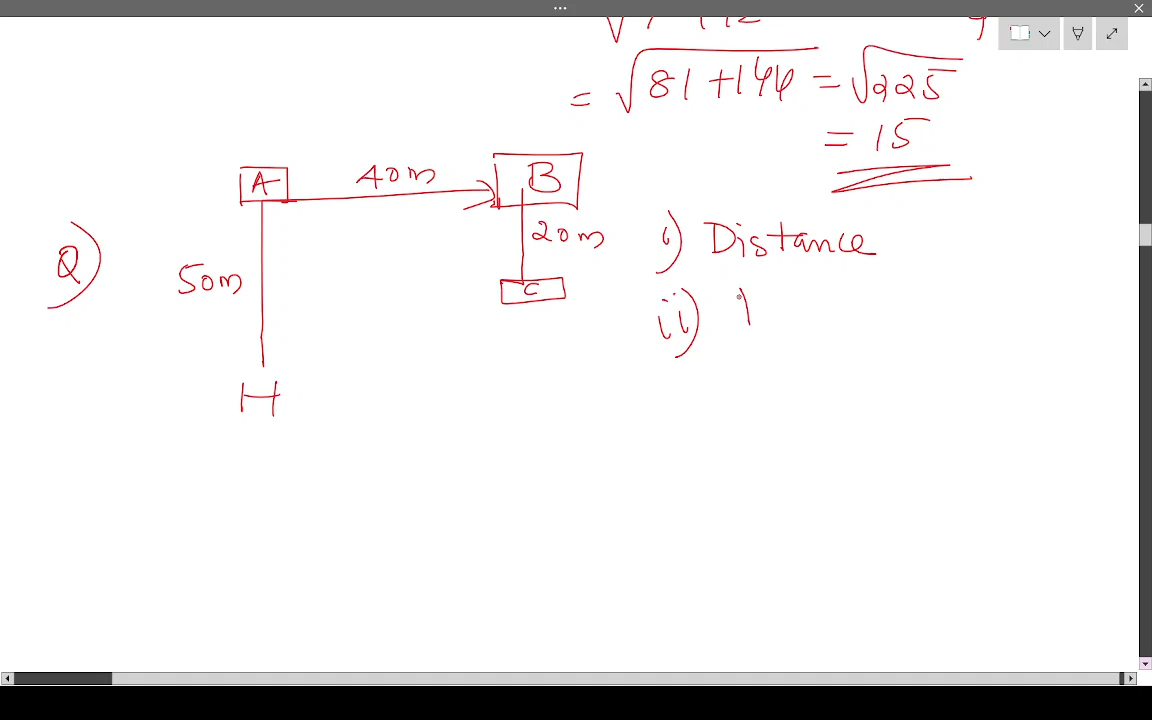 = √81 + 144 = √225
= 15
A 40m B
Q) 50m 20m i) Distance
C
ii)
H